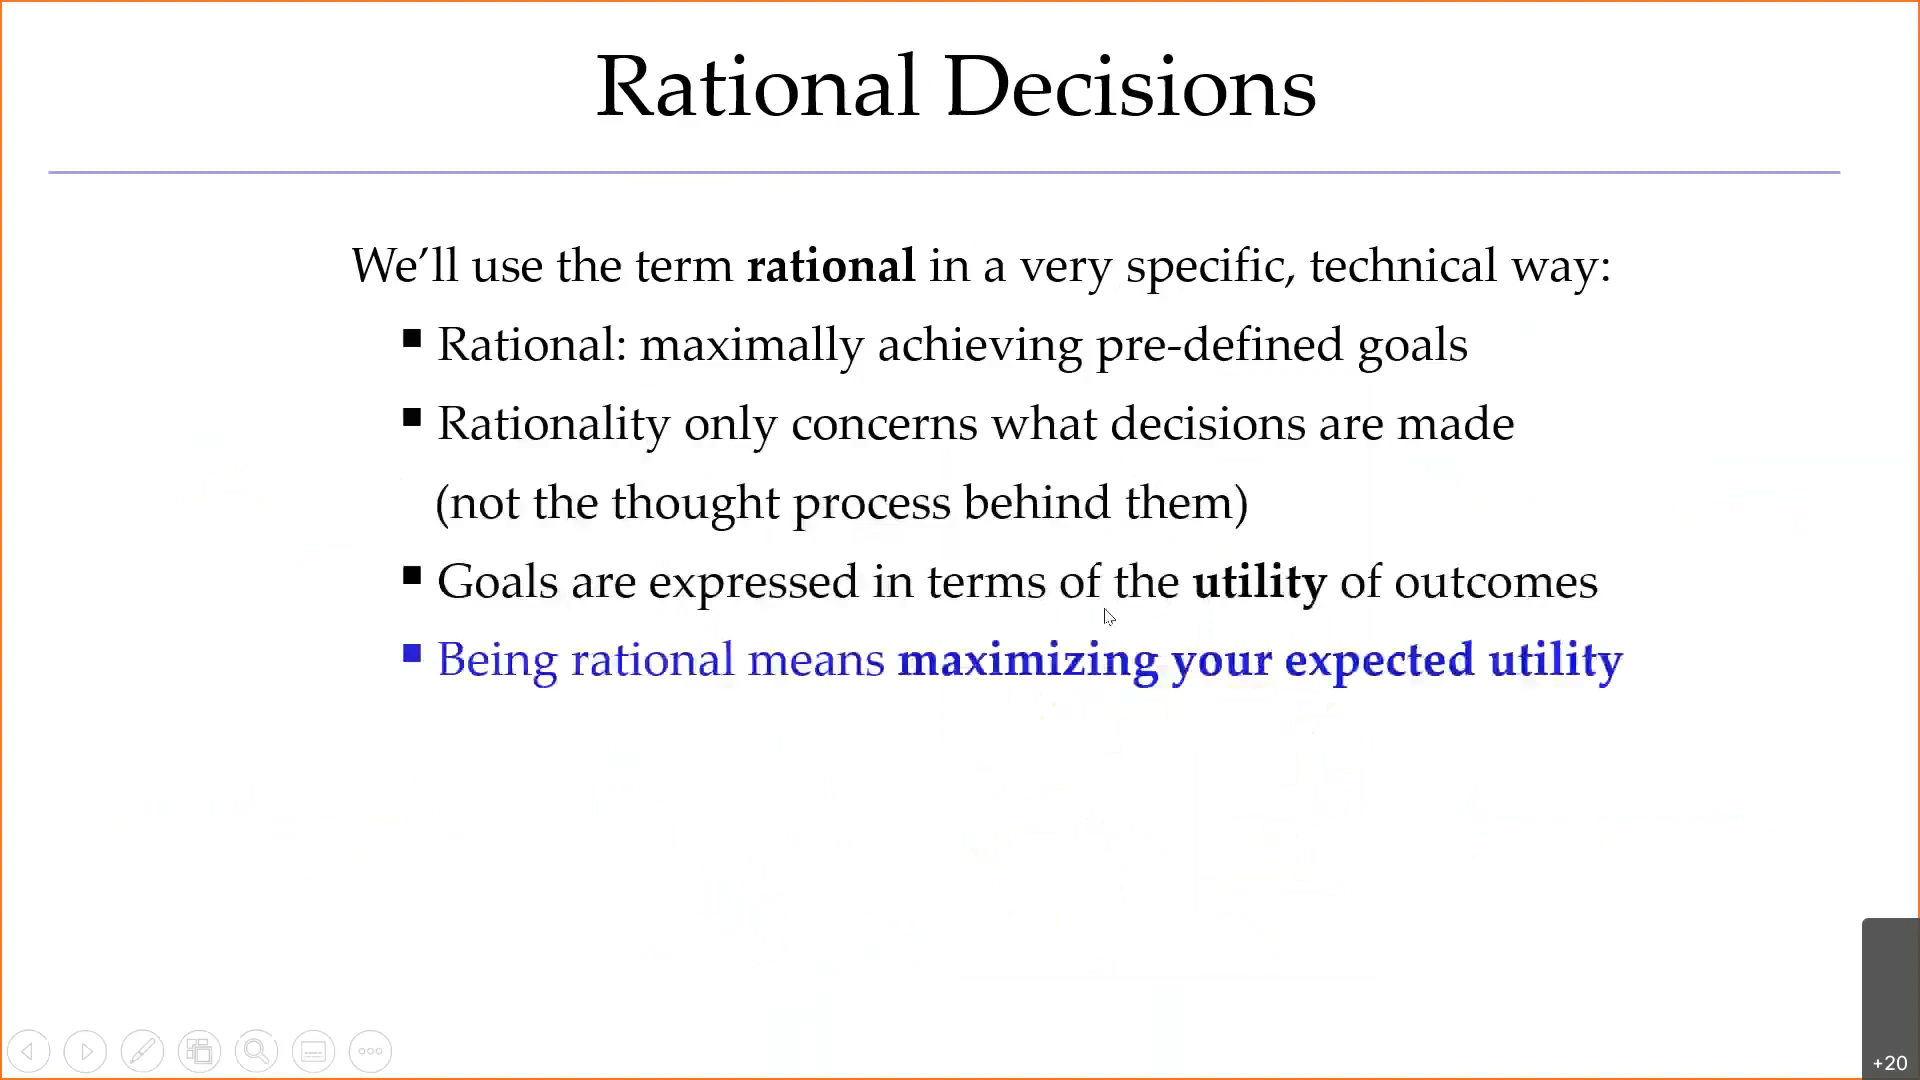 Rational Decisions
We’ll use the term rational in a very specific, technical way:
▪ Rational: maximally achieving pre-defined goals
▪ Rationality only concerns what decisions are made
(not the thought process behind them)
▪ Goals are expressed in terms of the utility of outcomes
▪ Being rational means maximizing your expected utility
+20